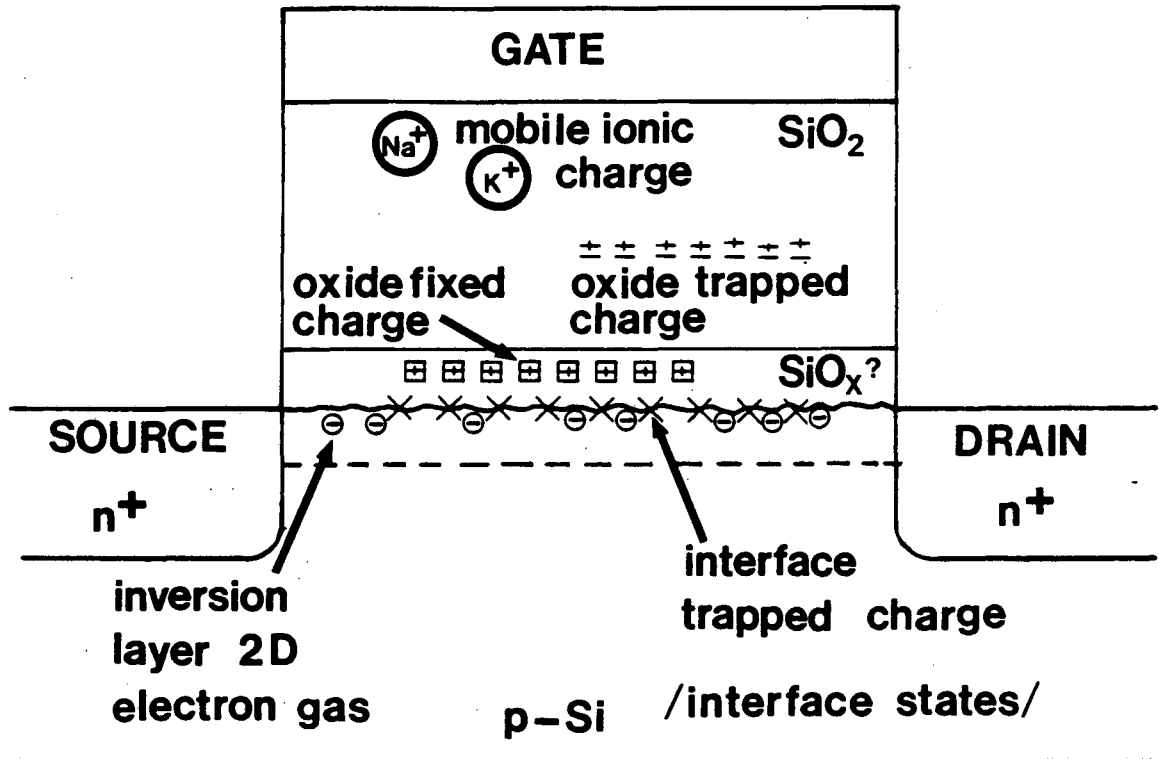 GATE
Na+ mobile ionic
K+ charge
SiO2
+ + + + + + +
oxide fixed
charge
oxide trapped
charge
+ + + + + + + +
SiOX?
- - - - - - - -
SOURCE
n+
DRAIN
n+
inversion
layer 2D
electron gas
interface
trapped charge
/interface states/
p-Si